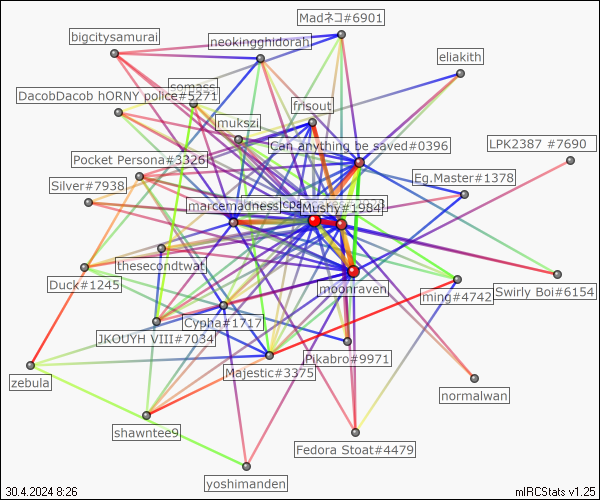 Madネコ#6901
bigcitysamurai
neokingghidorah
eliakith
DacobDacob hORNY police#5271
frisout
mukszi
Can anything be saved#0396
LPK2387 #7690
Pocket Persona#3326
Eg.Master#1378
Silver#7938
marcemadness
Mushy#1984
thesecondtwat
Duck#1245
moonraven
ming#4742
Swirly Boi#6154
Cypha#1717
JKOUYH VIII#7034
Pikabro#9971
Majestic#3375
zebula
normalwan
shawntee9
Fedora Stoat#4479
yoshimanden
30.4.2024 8:26
mIRCStats v1.25